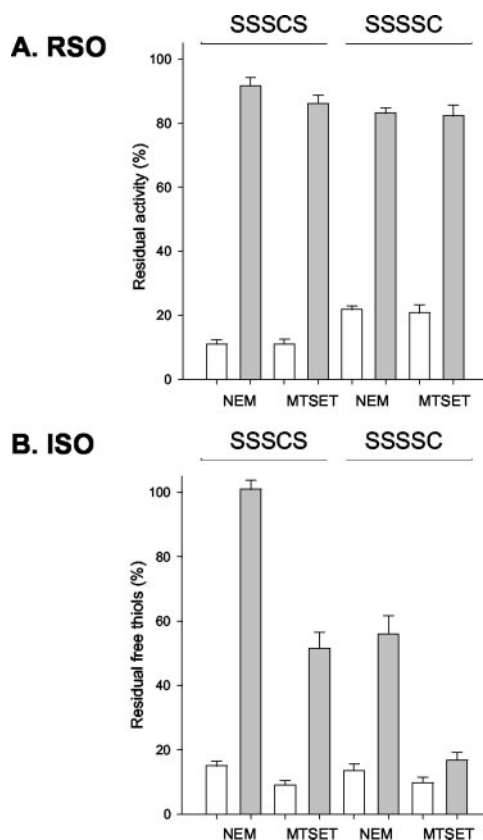 SSSCS SSSSC
A. RSO
100
80
60
40
20
0
Residual activity (%)
NEM MTSET NEM MTSET
B. ISO
SSSCS SSSSC
100
80
60
40
20
0
Residual free thiols (%)
NEM MTSET NEM MTSET